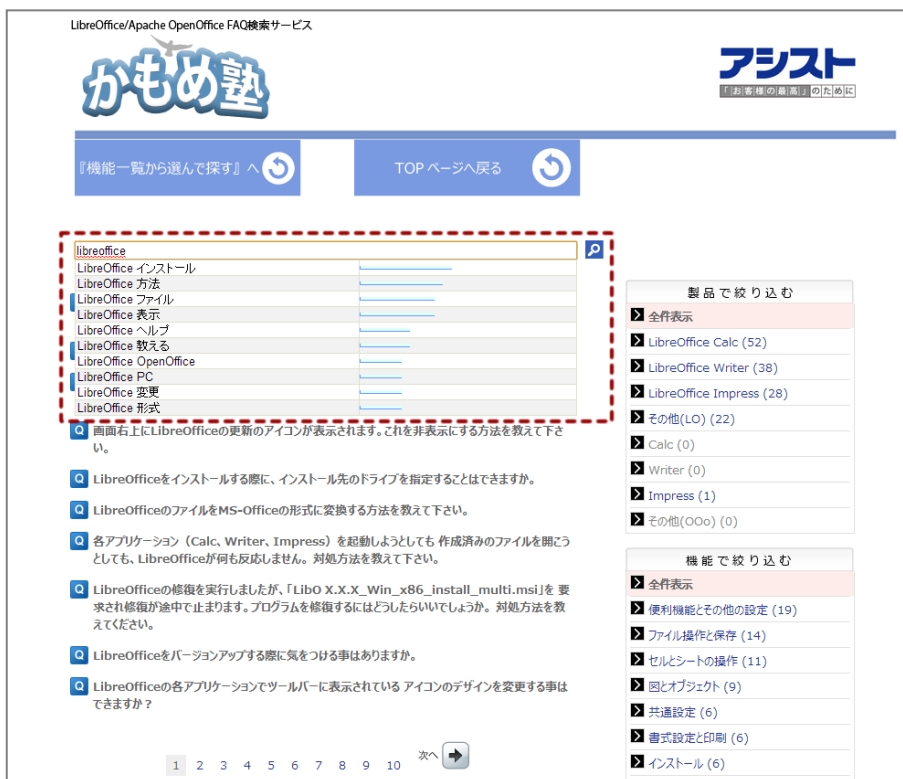 LibreOffice/Apache OpenOffice FAQ検索サービス
かもめ塾
アシスト
「お客様の最高」のために
『機能一覧から選んで探す』へ
TOP ページへ戻る
libreoffice
LibreOffice インストール
LibreOffice 方法
LibreOffice ファイル
LibreOffice 表示
LibreOffice ヘルプ
LibreOffice 教える
LibreOffice OpenOffice
LibreOffice PC
LibreOffice 変更
LibreOffice 形式
Q 画面右上にLibreOfficeの更新のアイコンが表示されます。これを非表示にする方法を教えて下さ
い。
Q LibreOfficeをインストールする際に、インストール先のドライブを指定することはできますか。
Q LibreOfficeのファイルをMS-Officeの形式に変換する方法を教えて下さい。
Q 各アプリケーション（Calc、Writer、Impress）を起動しようとしても 作成済みのファイルを開こう
としても、LibreOfficeが何も反応しません。対処方法を教えて下さい。
Q LibreOfficeの修復を実行しましたが、「LibO X.X.X_Win_x86_install_multi.msi」を 要
求され修復が途中で止まります。プログラムを修復するにはどうしたらいいでしょうか。対処方法を教
えてください。
Q LibreOfficeをバージョンアップする際に気をつける事はありますか。
Q LibreOfficeの各アプリケーションでツールバーに表示されている アイコンのデザインを変更する事は
できますか？
1 2 3 4 5 6 7 8 9 10 次へ
製品で絞り込む
全件表示
LibreOffice Calc (52)
LibreOffice Writer (38)
LibreOffice Impress (28)
その他(LO) (22)
Calc (0)
Writer (0)
Impress (1)
その他(OOo) (0)
機能で絞り込む
全件表示
便利機能とその他の設定 (19)
ファイル操作と保存 (14)
セルとシートの操作 (11)
図とオブジェクト (9)
共通設定 (6)
書式設定と印刷 (6)
インストール (6)